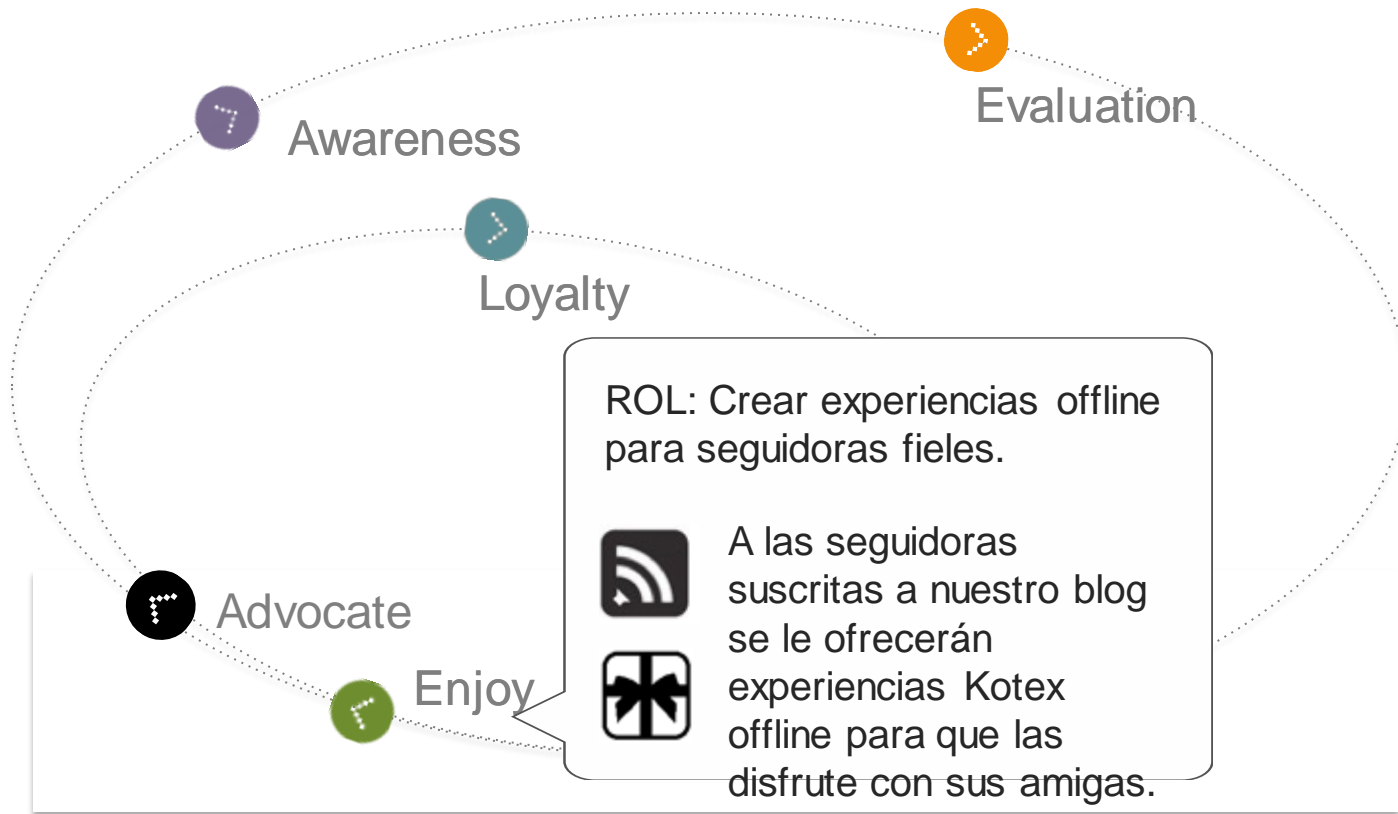 Evaluation
Awareness
Loyalty
ROL: Crear experiencias offline
para seguidoras fieles.
A las seguidoras
suscritas a nuestro blog
se le ofrecerán
experiencias Kotex
offline para que las
disfrute con sus amigas.
Advocate
Enjoy